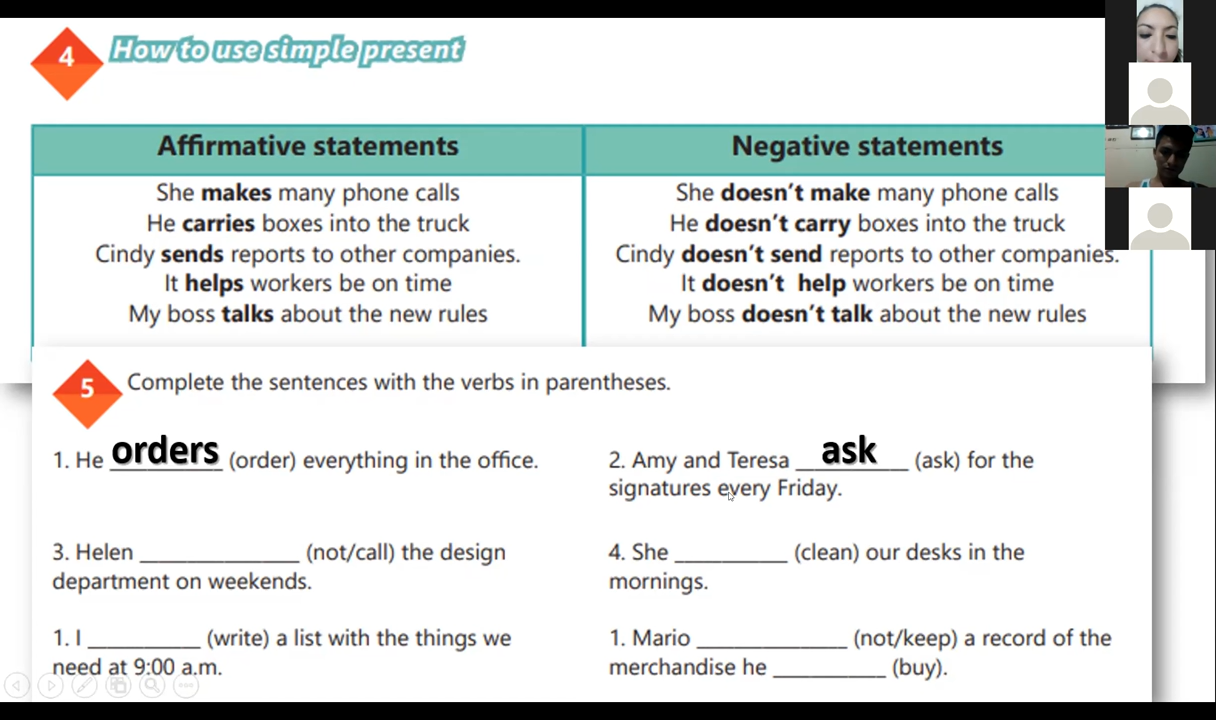 4 How to use simple present
Affirmative statements
She makes many phone calls
He carries boxes into the truck
Cindy sends reports to other companies.
It helps workers be on time
My boss talks about the new rules
Negative statements
She doesn't make many phone calls
He doesn't carry boxes into the truck
Cindy doesn't send reports to other companies.
It doesn't help workers be on time
My boss doesn't talk about the new rules
5 Complete the sentences with the verbs in parentheses.
1. He orders (order) everything in the office.
2. Amy and Teresa ask (ask) for the
signatures every Friday.
3. Helen ______________ (not/call) the design
department on weekends.
4. She __________ (clean) our desks in the
mornings.
1. I __________ (write) a list with the things we
need at 9:00 a.m.
1. Mario ______________ (not/keep) a record of the
merchandise he __________ (buy).